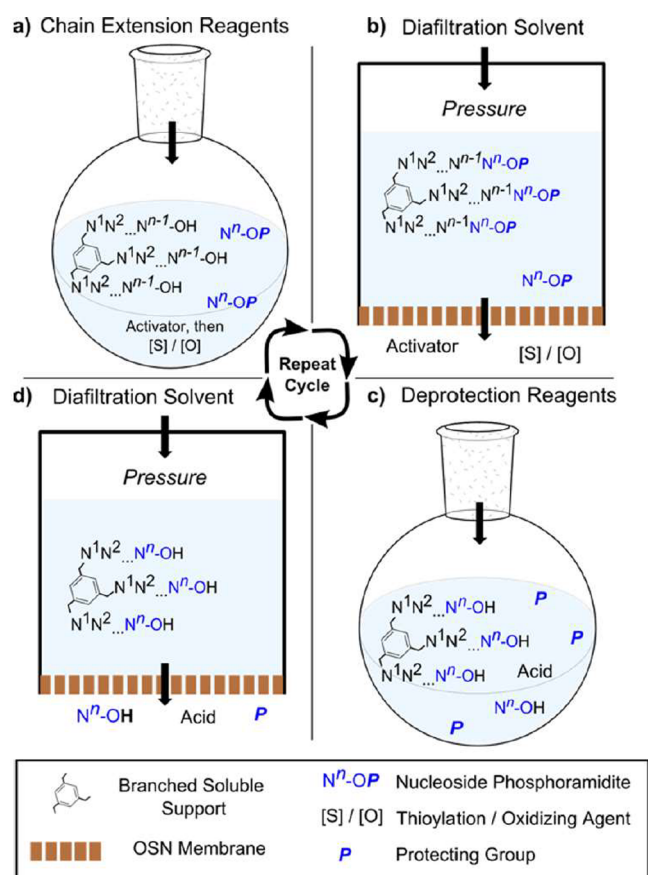 a) Chain Extension Reagents
N¹N²...Nⁿ⁻¹-OH
N¹N²...Nⁿ⁻¹-OH
N¹N²...Nⁿ⁻¹-OH
Nⁿ-OP
Nⁿ-OP
Activator, then
[S] / [O]
b) Diafiltration Solvent
Pressure
N¹N²...Nⁿ⁻¹Nⁿ-OP
N¹N²...Nⁿ⁻¹Nⁿ-OP
N¹N²...Nⁿ⁻¹Nⁿ-OP
Nⁿ-OP
Activator
[S] / [O]
Repeat
Cycle
d) Diafiltration Solvent
Pressure
N¹N²...Nⁿ-OH
N¹N²...Nⁿ-OH
N¹N²...Nⁿ-OH
Nⁿ-OH Acid P
c) Deprotection Reagents
N¹N²...Nⁿ-OH
N¹N²...Nⁿ-OH
N¹N²...Nⁿ-OH
P
P
Acid
Nⁿ-OH
P
Branched Soluble
Support
OSN Membrane
Nⁿ-OP Nucleoside Phosphoramidite
[S] / [O] Thioylation / Oxidizing Agent
P Protecting Group